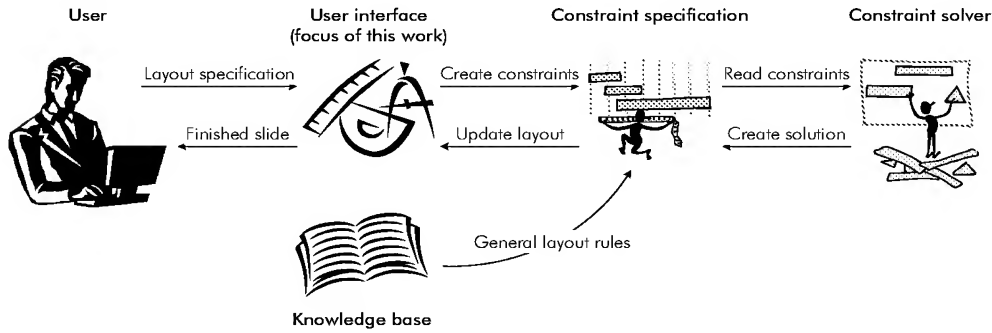 User
User interface
(focus of this work)
Constraint specification
Constraint solver
Layout specification
Create constraints
Read constraints
Finished slide
Update layout
Create solution
General layout rules
Knowledge base